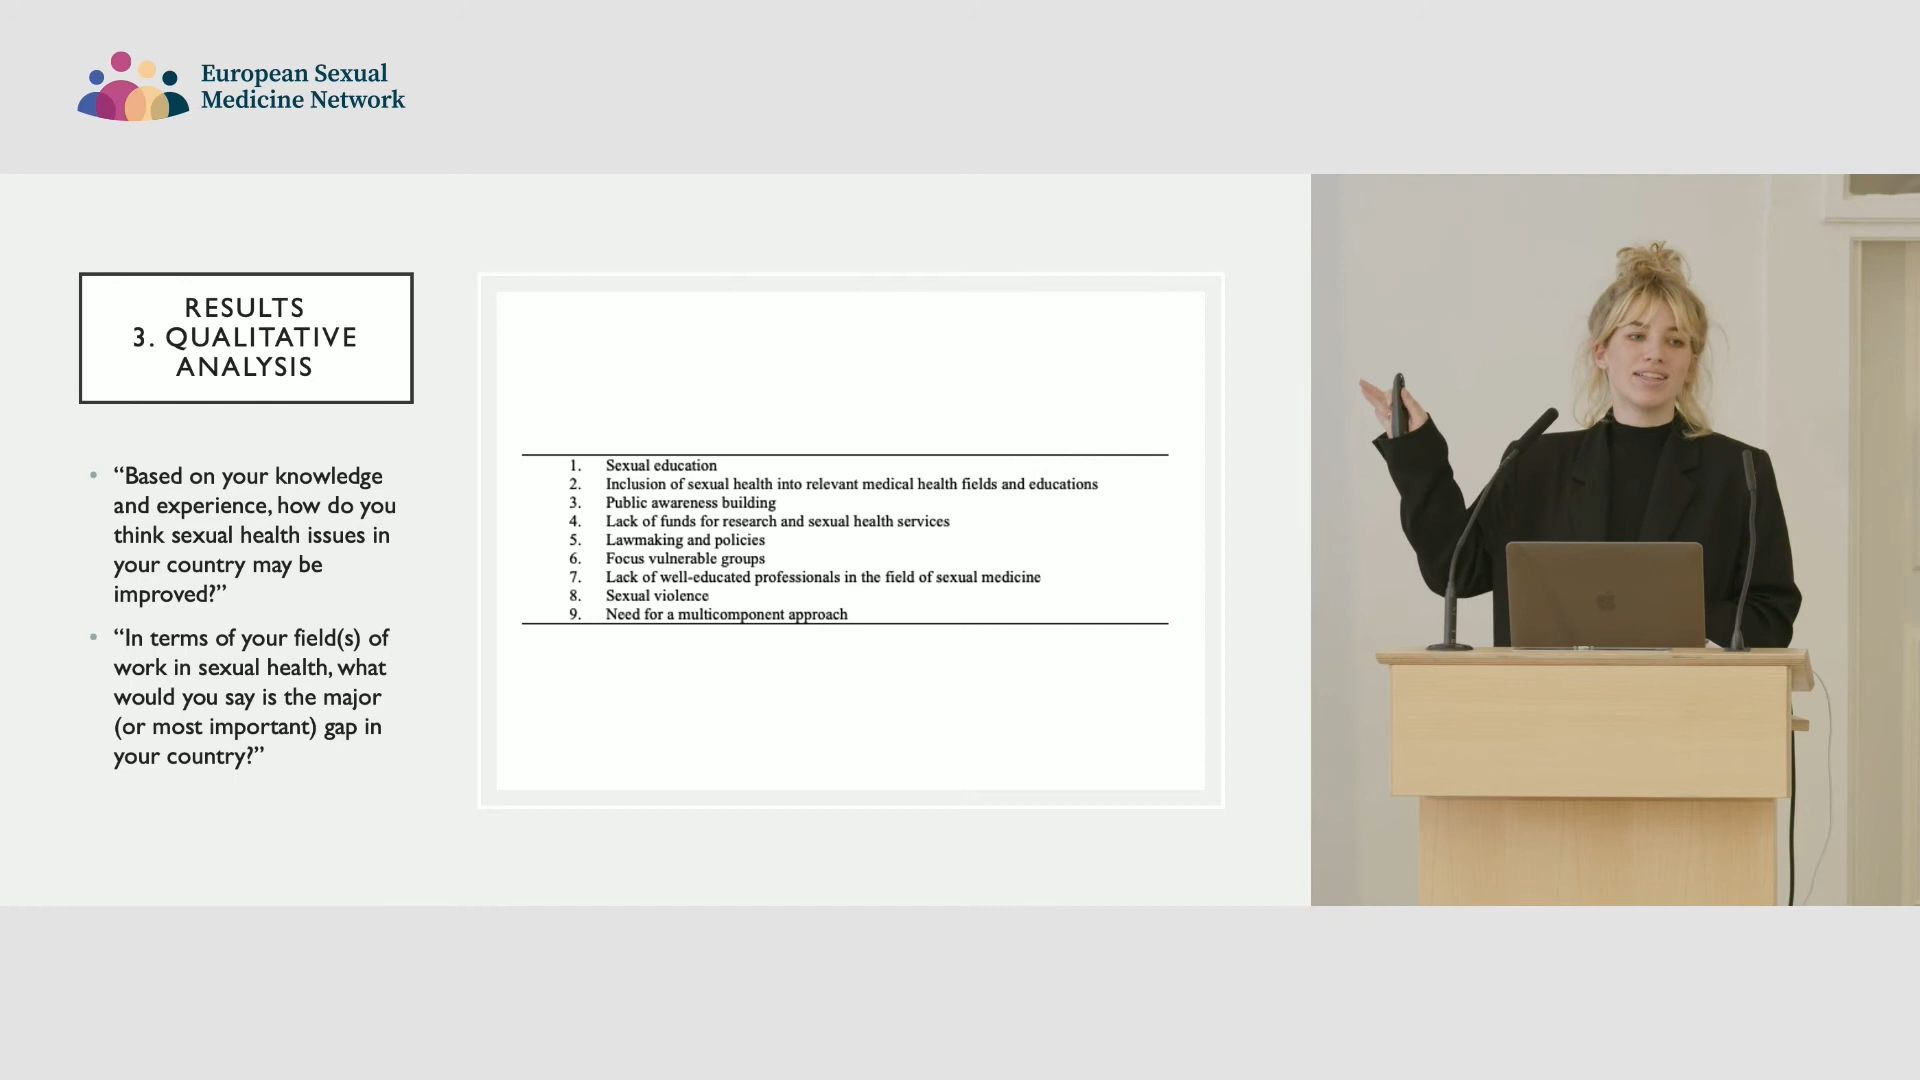 European Sexual
Medicine Network
RESULTS
3. QUALITATIVE
ANALYSIS
• “Based on your knowledge
and experience, how do you
think sexual health issues in
your country may be
improved?”
• “In terms of your field(s) of
work in sexual health, what
would you say is the major
(or most important) gap in
your country?”
1. Sexual education
2. Inclusion of sexual health into relevant medical health fields and educations
3. Public awareness building
4. Lack of funds for research and sexual health services
5. Lawmaking and policies
6. Focus vulnerable groups
7. Lack of well-educated professionals in the field of sexual medicine
8. Sexual violence
9. Need for a multicomponent approach